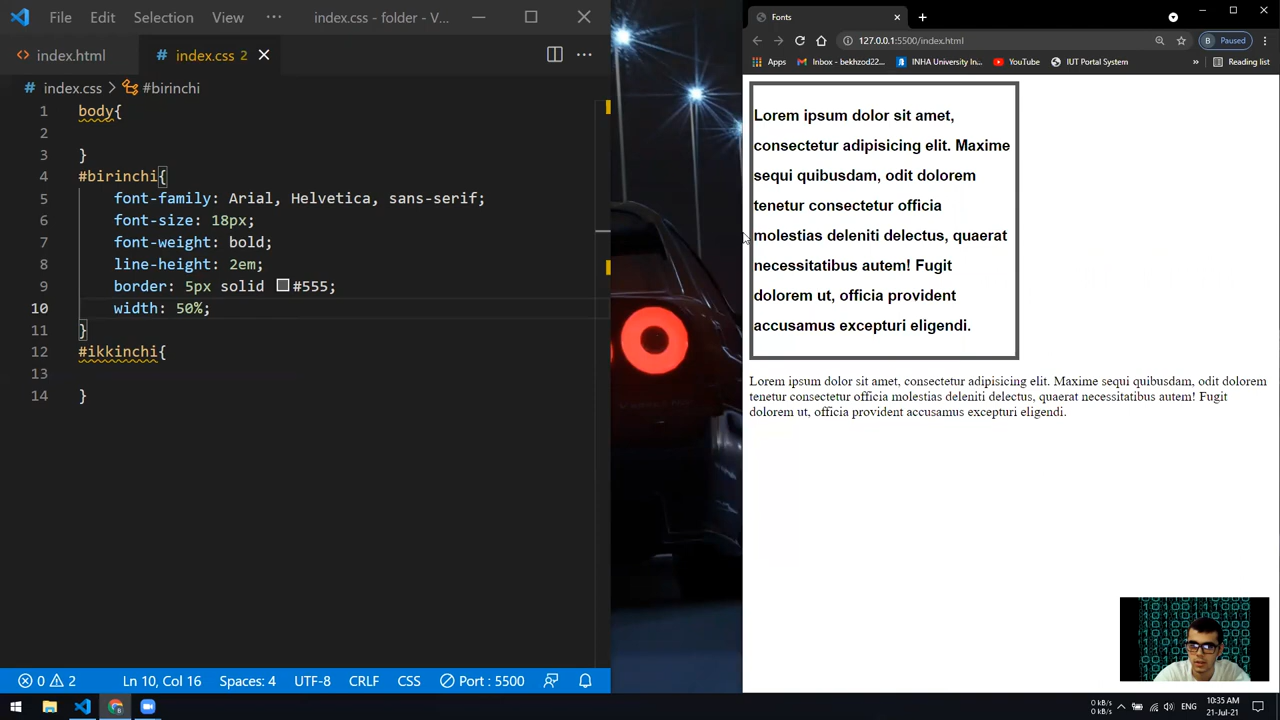 File Edit Selection View ··· index.css - folder - V...
index.html
index.css 2
index.css > #birinchi
1 body{
2
3 }
4 #birinchi{
5 font-family: Arial, Helvetica, sans-serif;
6 font-size: 18px;
7 font-weight: bold;
8 line-height: 2em;
9 border: 5px solid #555;
10 width: 50%;
11 }
12 #ikkinchi{
13
14 }
0 2 Ln 10, Col 16 Spaces: 4 UTF-8 CRLF CSS Port : 5500
Fonts
127.0.0.1:5500/index.html
B Paused
Apps Inbox - bekhzod22... INHA University In... YouTube IUT Portal System » Reading list
Lorem ipsum dolor sit amet,
consectetur adipisicing elit. Maxime
sequi quibusdam, odit dolorem
tenetur consectetur officia
molestias deleniti delectus, quaerat
necessitatibus autem! Fugit
dolorem ut, officia provident
accusamus excepturi eligendi.
Lorem ipsum dolor sit amet, consectetur adipisicing elit. Maxime sequi quibusdam, odit dolorem
tenetur consectetur officia molestias deleniti delectus, quaerat necessitatibus autem! Fugit
dolorem ut, officia provident accusamus excepturi eligendi.
0 kB/s
0 kB/s
ENG
10:35 AM
21-Jul-21